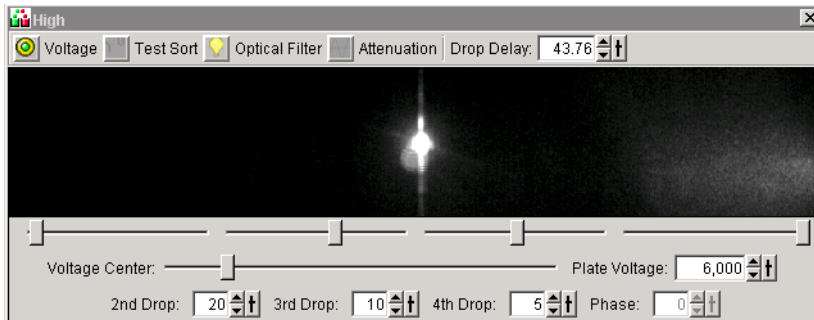 High
Voltage Test Sort Optical Filter Attenuation Drop Delay: 43.76
Voltage Center: Plate Voltage: 6,000
2nd Drop: 20 3rd Drop: 10 4th Drop: 5 Phase: 0